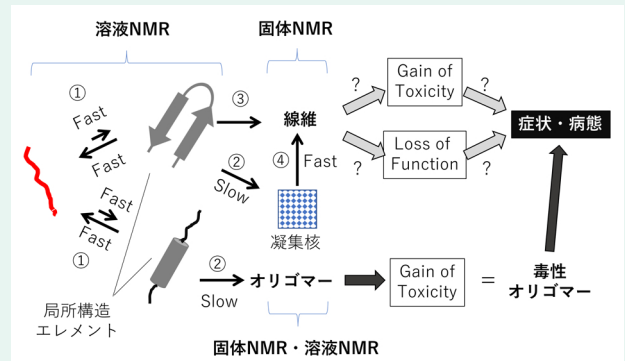 溶液NMR
固体NMR
①
Fast
Fast
③
線維
?
Gain of
Toxicity
?
症状・病態
②
Slow
④
Fast
?
Loss of
Function
?
Fast
Fast
①
凝集核
②
Slow
オリゴマー
Gain of
Toxicity
=
毒性
オリゴマー
局所構造
エレメント
固体NMR・溶液NMR